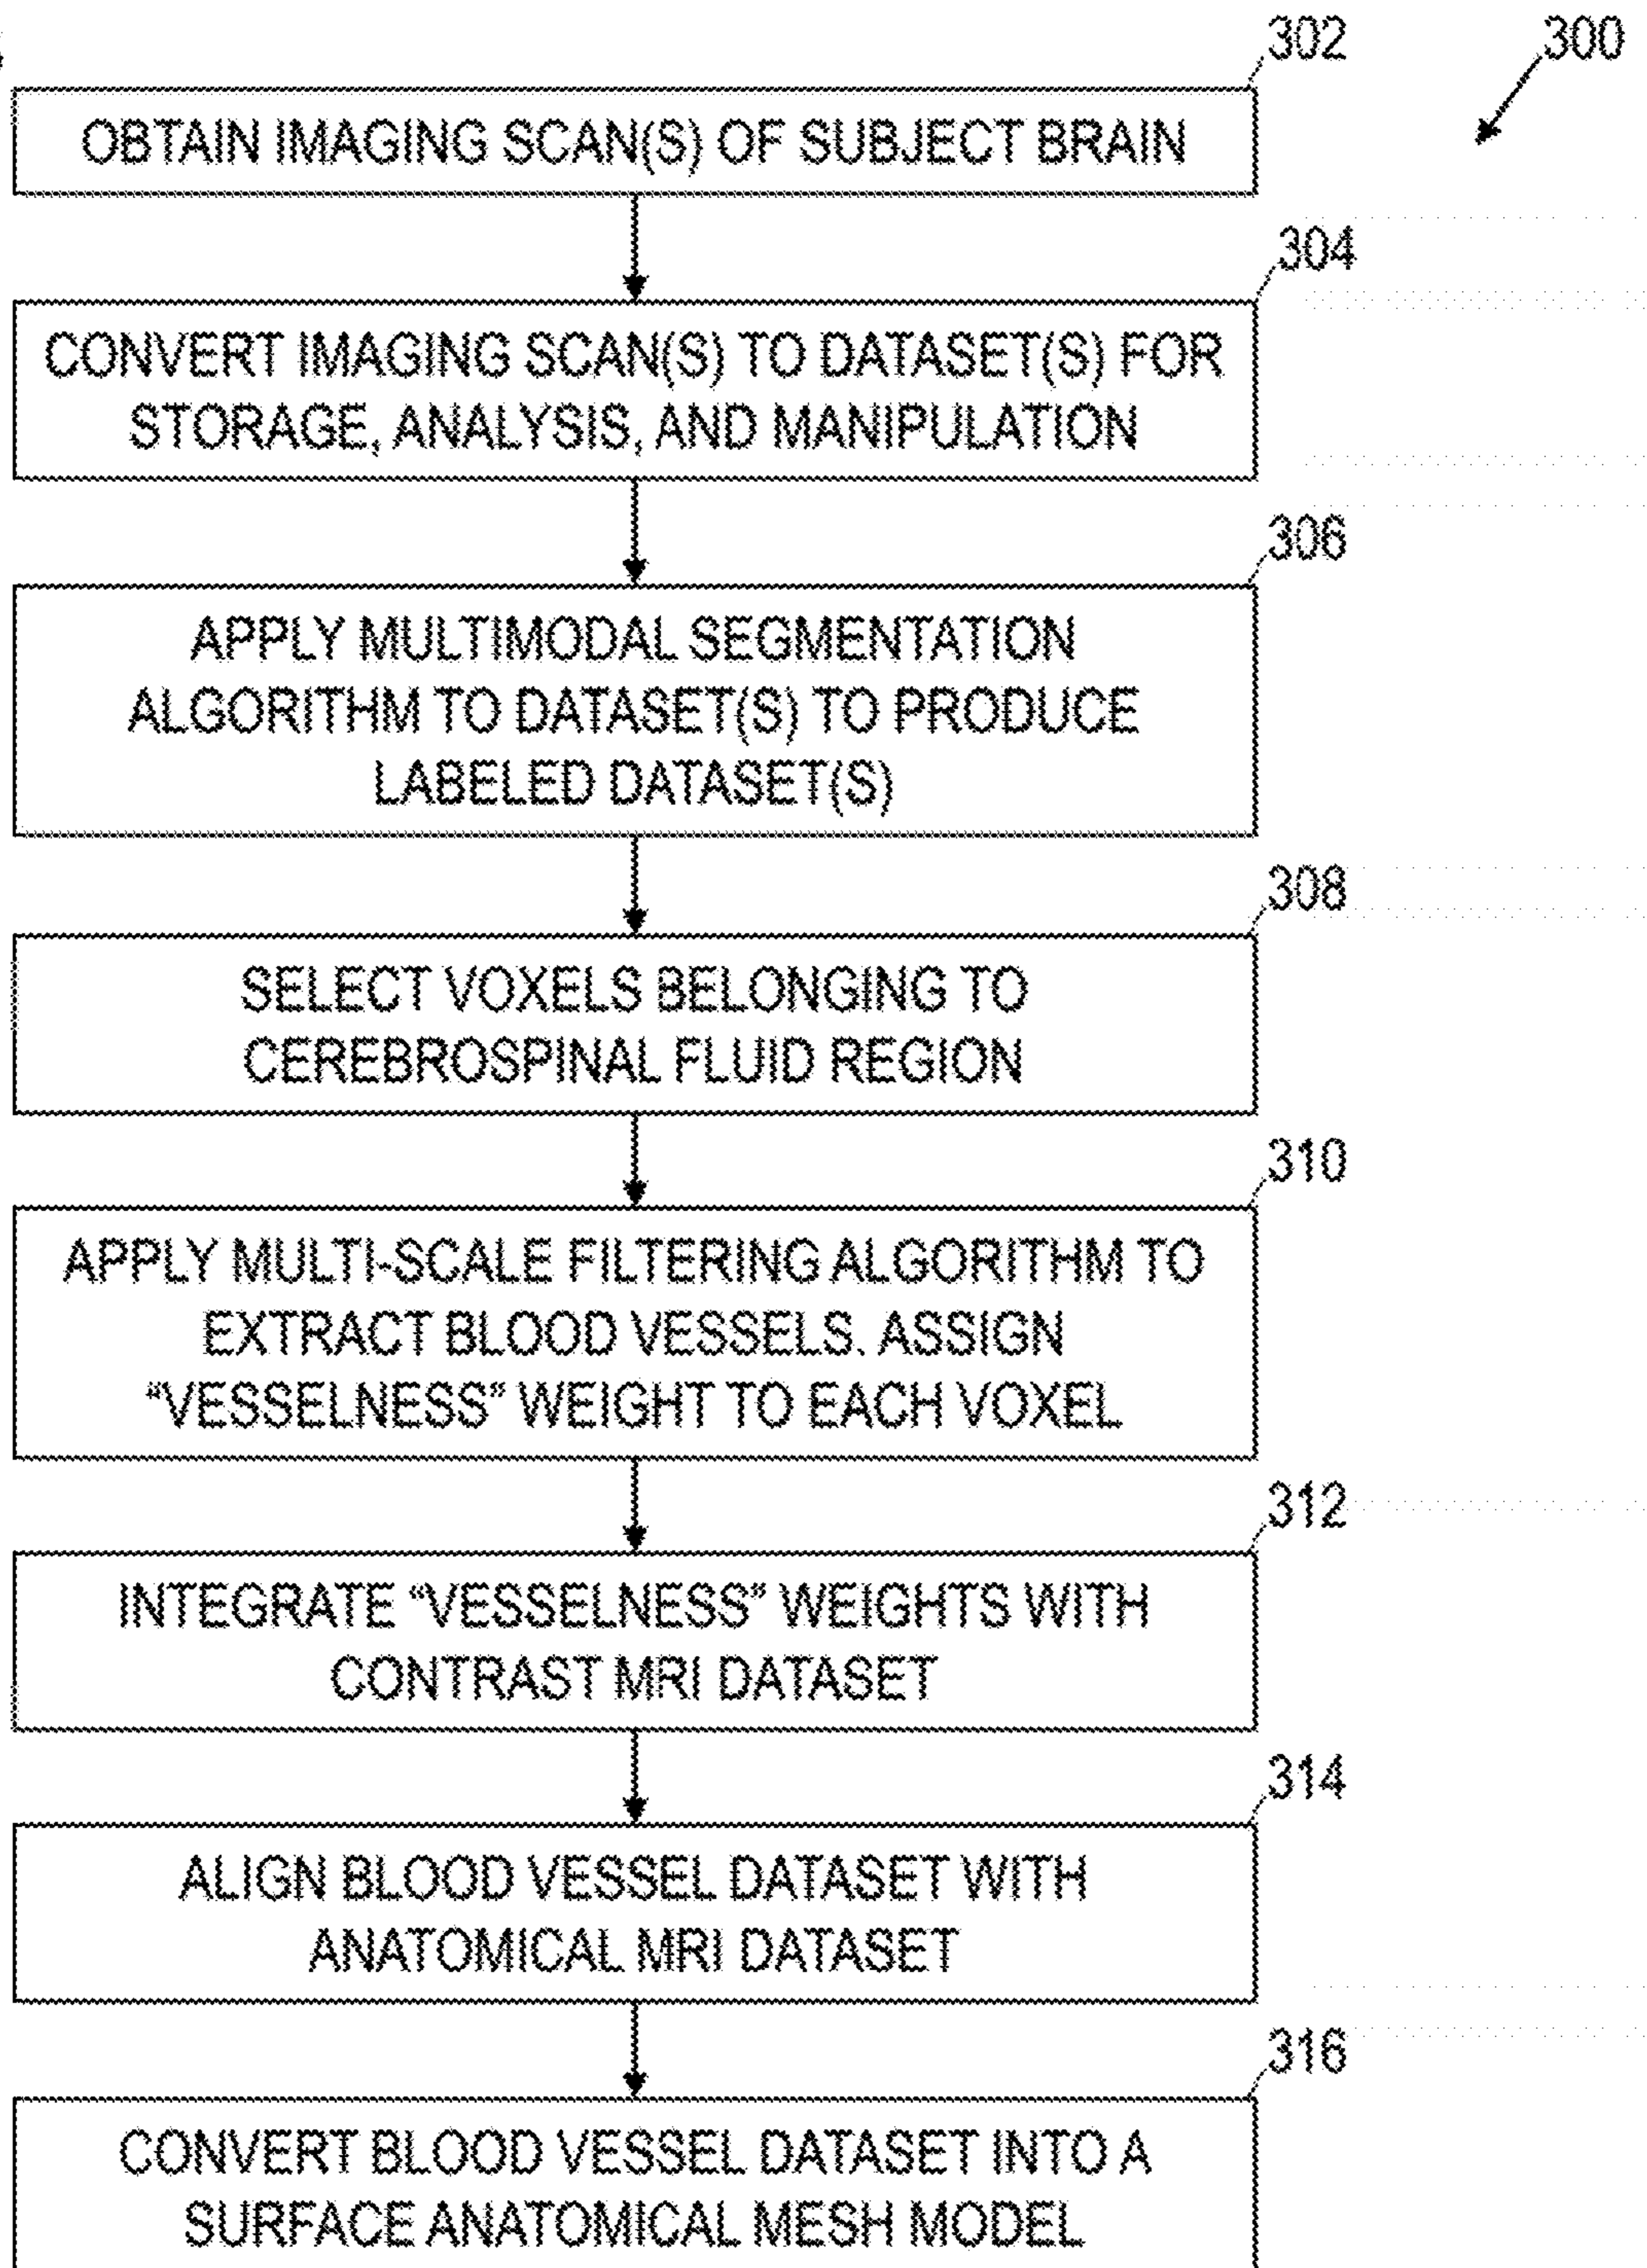 302
300
OBTAIN IMAGING SCAN(S) OF SUBJECT BRAIN
304
CONVERT IMAGING SCAN(S) TO DATASET(S) FOR
STORAGE, ANALYSIS, AND MANIPULATION
306
APPLY MULTIMODAL SEGMENTATION
ALGORITHM TO DATASET(S) TO PRODUCE
LABELED DATASET(S)
308
SELECT VOXELS BELONGING TO
CEREBROSPINAL FLUID REGION
310
APPLY MULTI-SCALE FILTERING ALGORITHM TO
EXTRACT BLOOD VESSELS. ASSIGN
“VESSELNESS” WEIGHT TO EACH VOXEL
312
INTEGRATE “VESSELNESS” WEIGHTS WITH
CONTRAST MRI DATASET
314
ALIGN BLOOD VESSEL DATASET WITH
ANATOMICAL MRI DATASET
316
CONVERT BLOOD VESSEL DATASET INTO A
SURFACE ANATOMICAL MESH MODEL